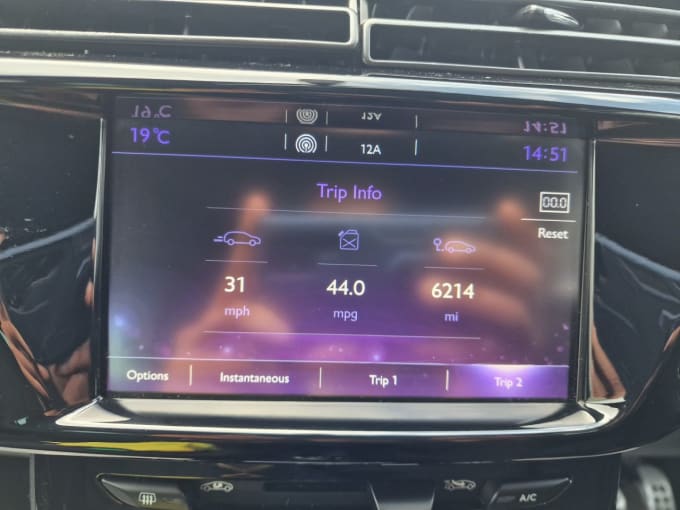 19°C 12A 14:51
Trip Info
00.0
Reset
31 44.0 6214
mph mpg mi
Options Instantaneous Trip 1 Trip 2
A/C